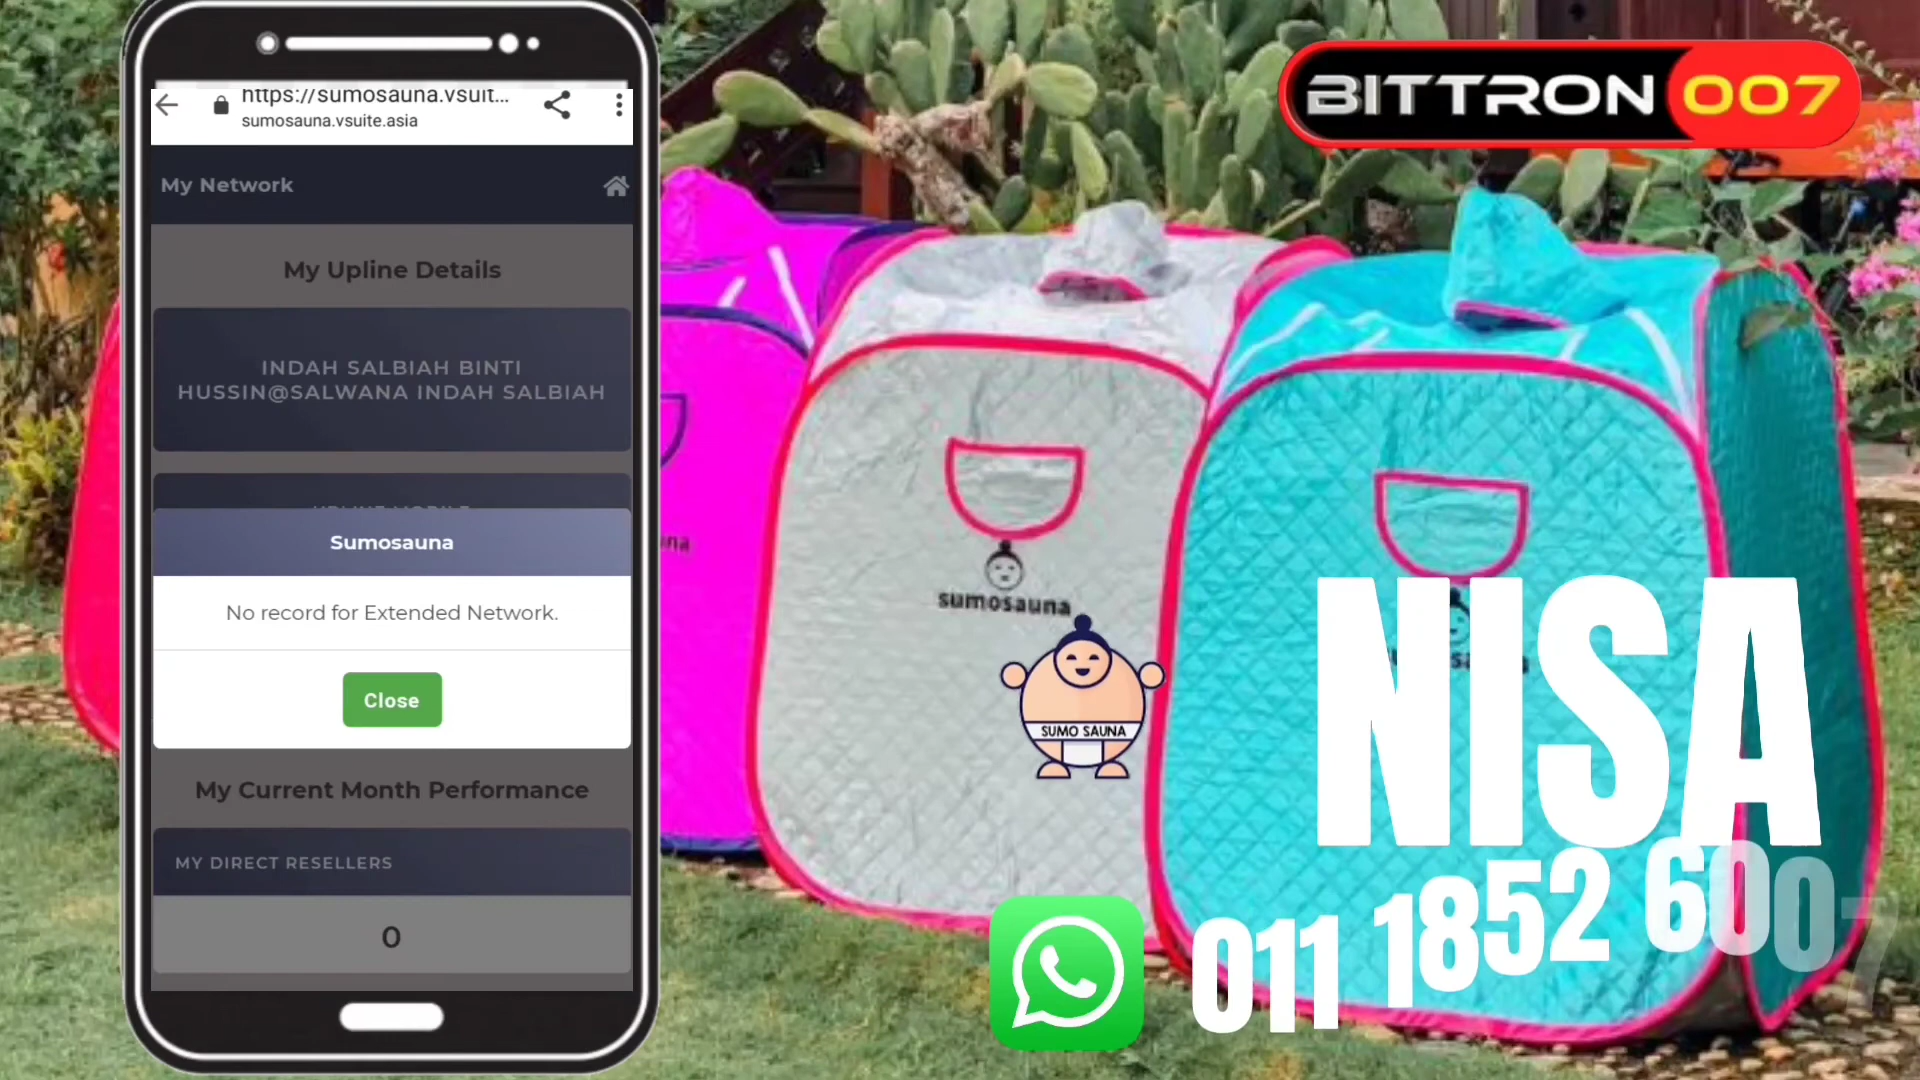 https://sumosauna.vsuit...
sumosauna.vsuite.asia
My Network
My Upline Details
INDAH SALBIAH BINTI
HUSSIN@SALWANA INDAH SALBIAH
UPLINE MOBILE
Sumosauna
No record for Extended Network.
Close
My Current Month Performance
MY DIRECT RESELLERS
0
BITTRON 007
sumosauna
SUMO SAUNA
NISA
011 1852 6007